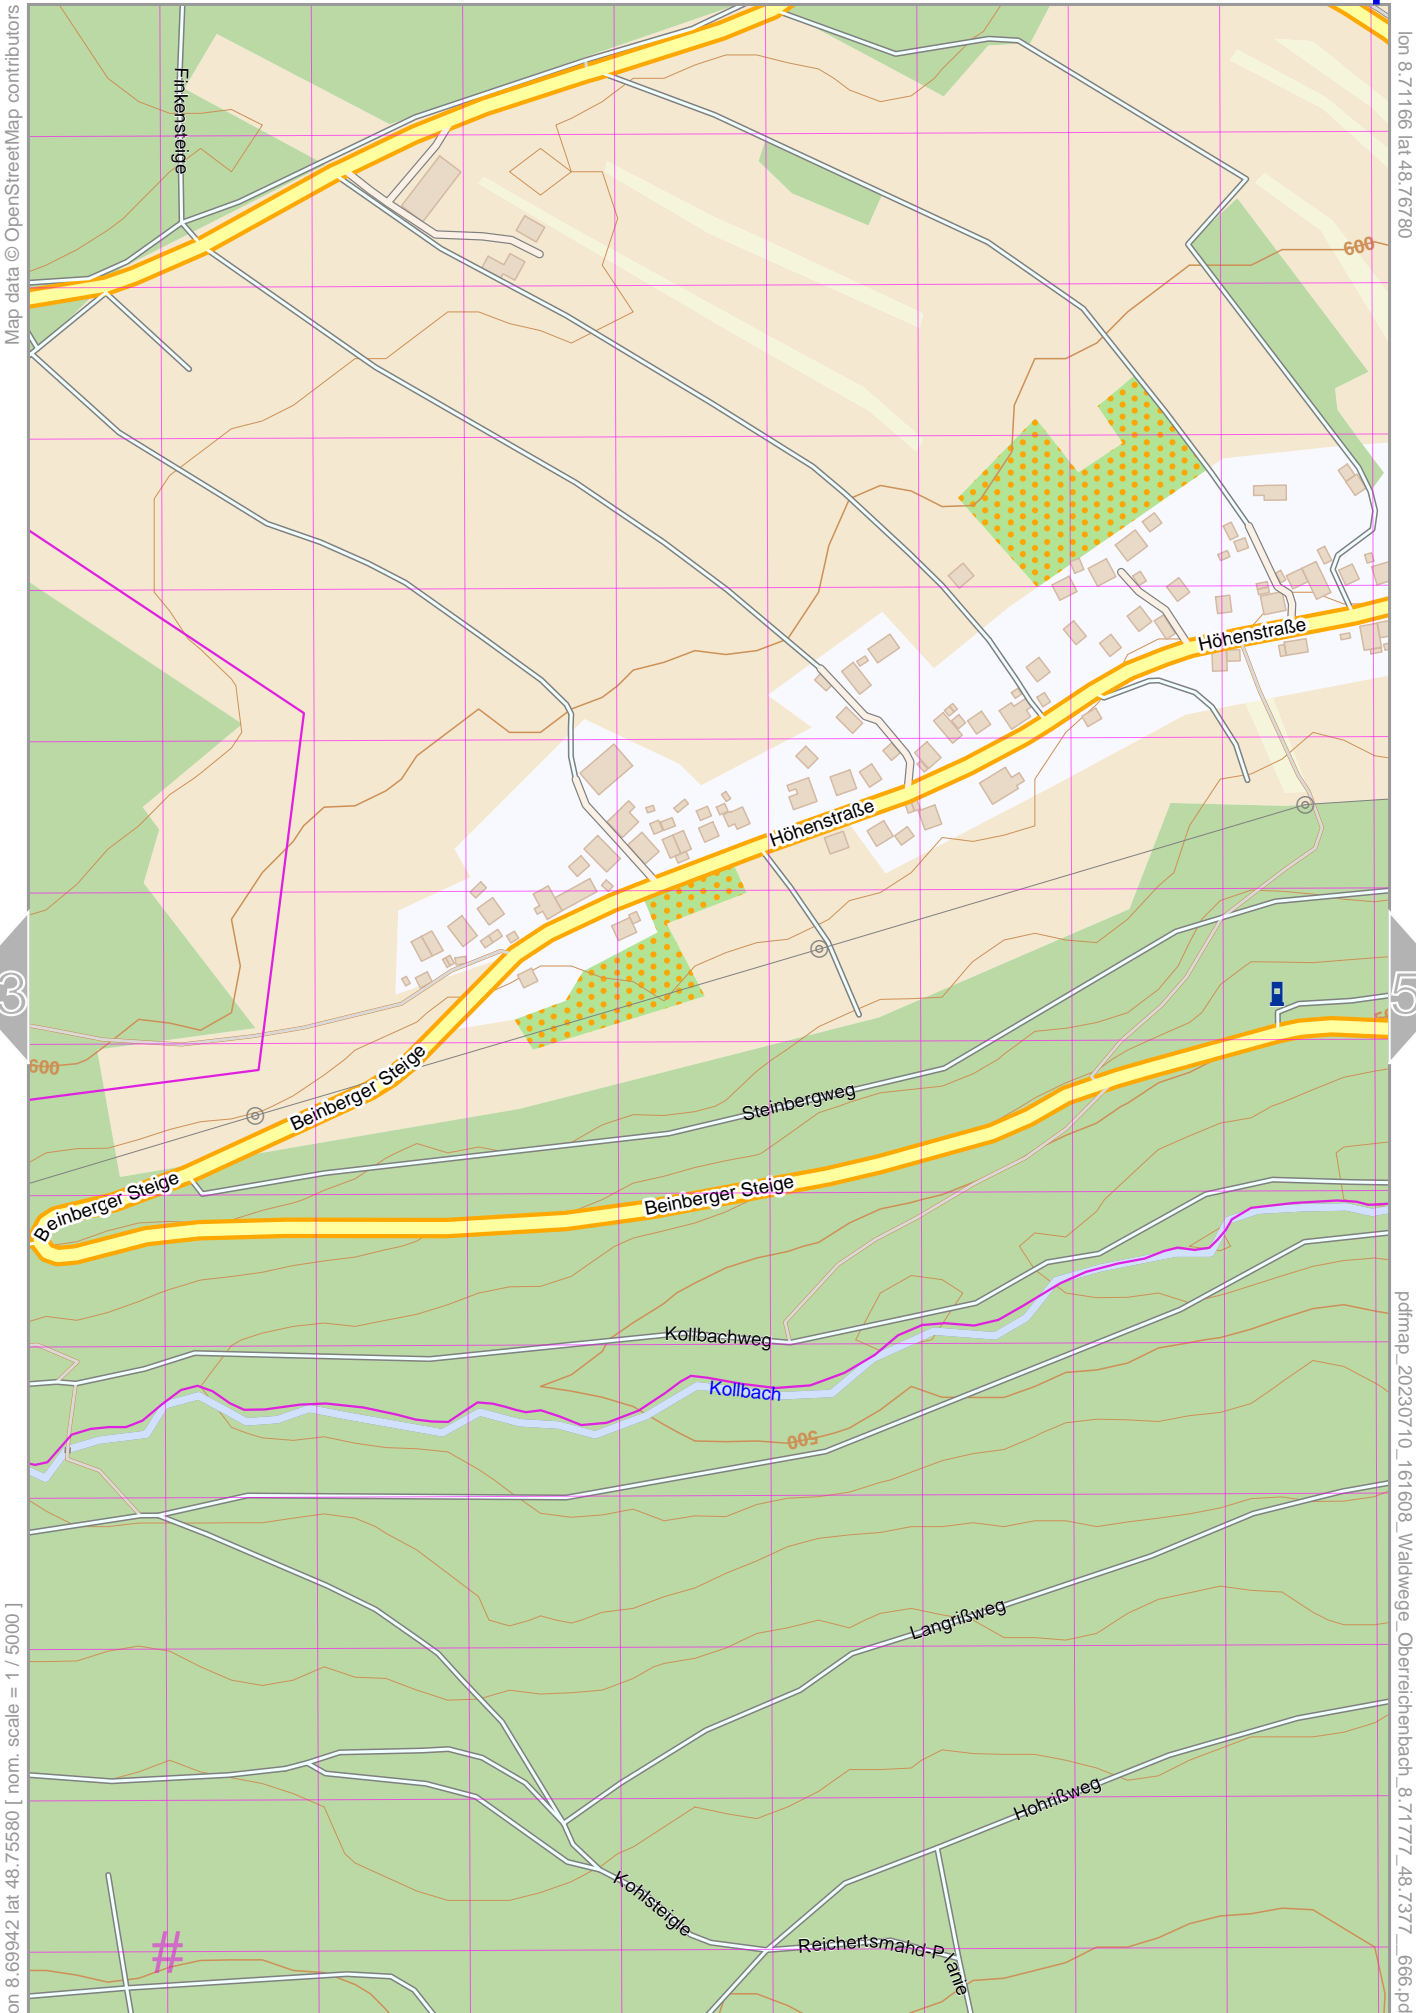 Map data © OpenStreetMap contributors
lon 8.71166 lat 48.76780
Finkensteige
600
Höhenstraße
Höhenstraße
3
5
600
Beinberger Steige
Steinbergweg
Beinberger Steige
Beinberger Steige
Kollbachweg
Kollbach
500
Langrißweg
Hohrißweg
Kohlsteigle
Reichertsmahd-P
lanie
#
on 8.69942 lat 48.75580 [ nom. scale = 1 / 5000 ]
pdfmap_20230710_161608_Waldwege_Oberreichenbach_8.71777_48.7377__666.pd